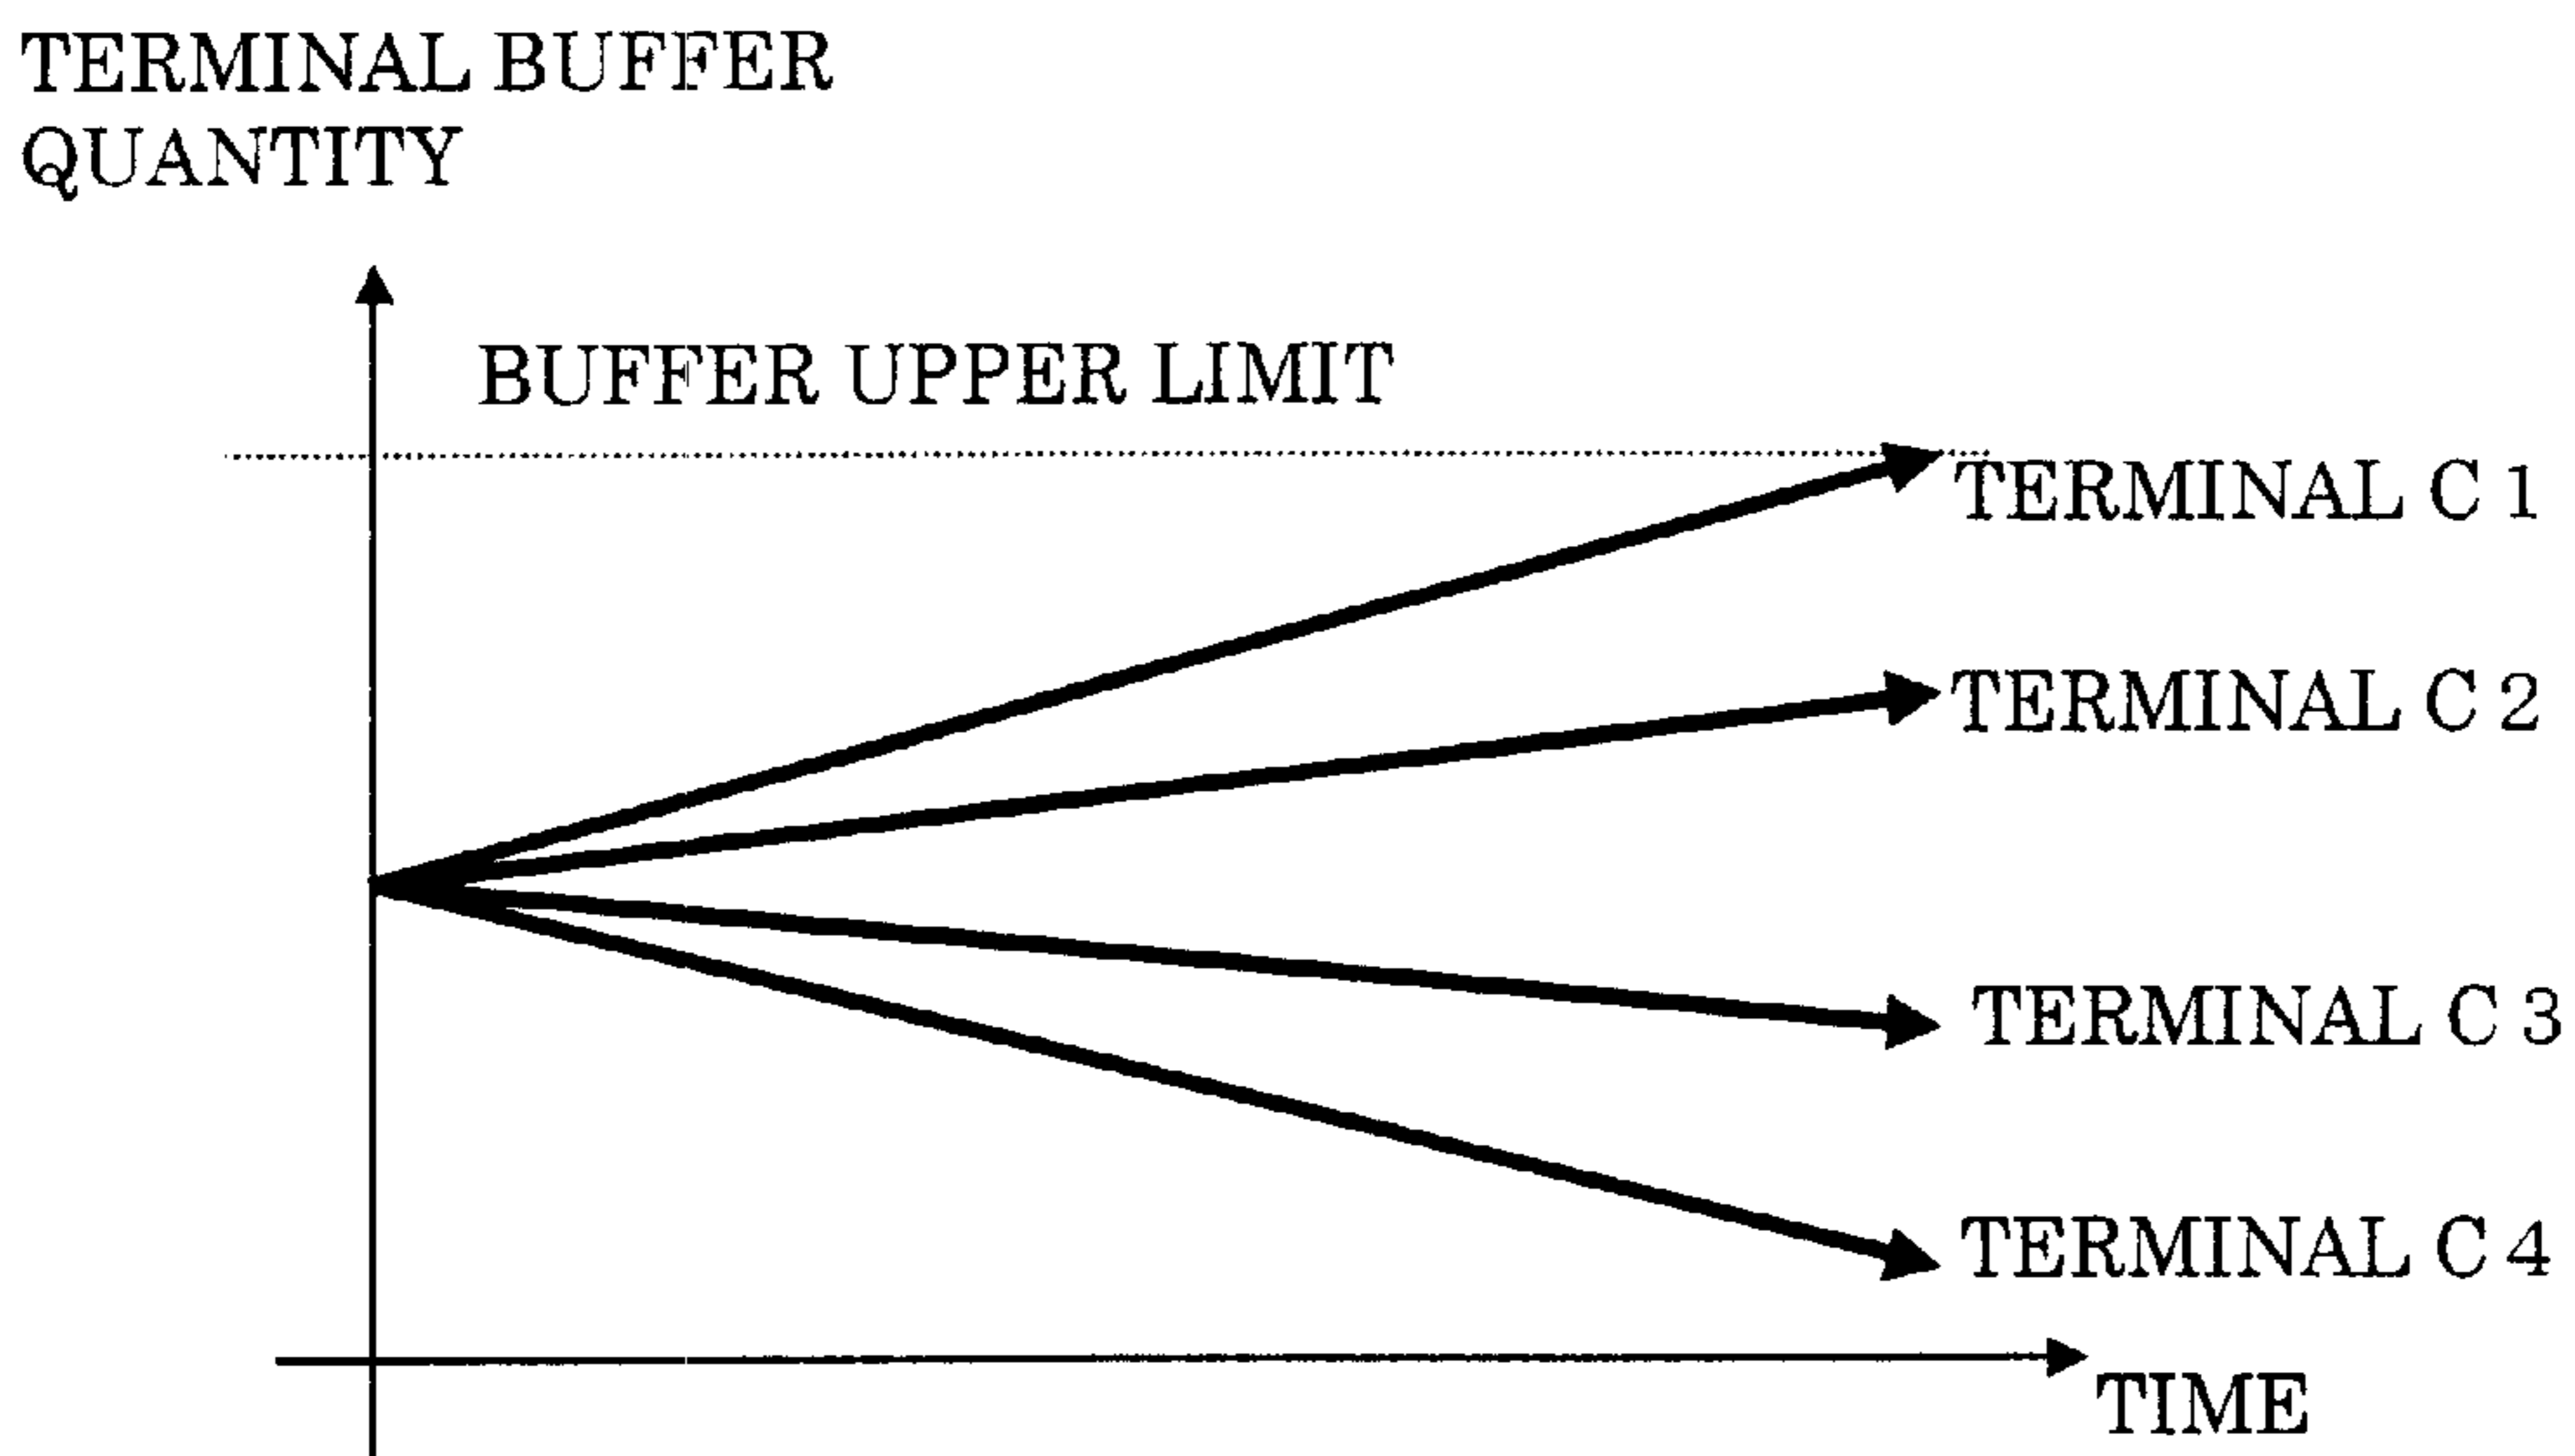 TERMINAL BUFFER
QUANTITY
BUFFER UPPER LIMIT
TERMINAL C 1
TERMINAL C 2
TERMINAL C 3
TERMINAL C 4
TIME